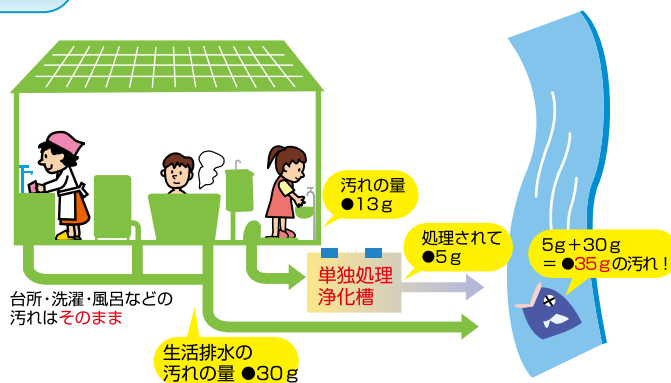 汚れの量
●13g
処理されて
●5g
5g+30g
=●35gの汚れ!
単独処理
浄化槽
台所・洗濯・風呂などの
汚れはそのまま
生活排水の
汚れの量 ●30g